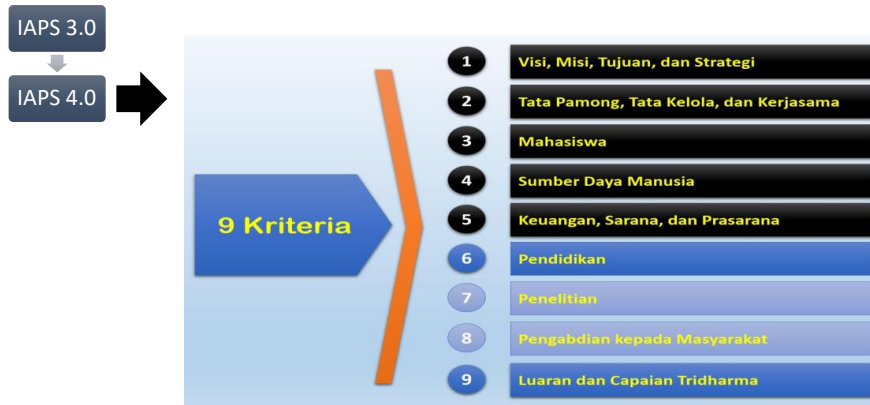 IAPS 3.0
IAPS 4.0
9 Kriteria
1 Visi, Misi, Tujuan, dan Strategi
2 Tata Pamong, Tata Kelola, dan Kerjasama
3 Mahasiswa
4 Sumber Daya Manusia
5 Keuangan, Sarana, dan Prasarana
6 Pendidikan
7 Penelitian
8 Pengabdian kepada Masyarakat
9 Luaran dan Capaian Tridharma